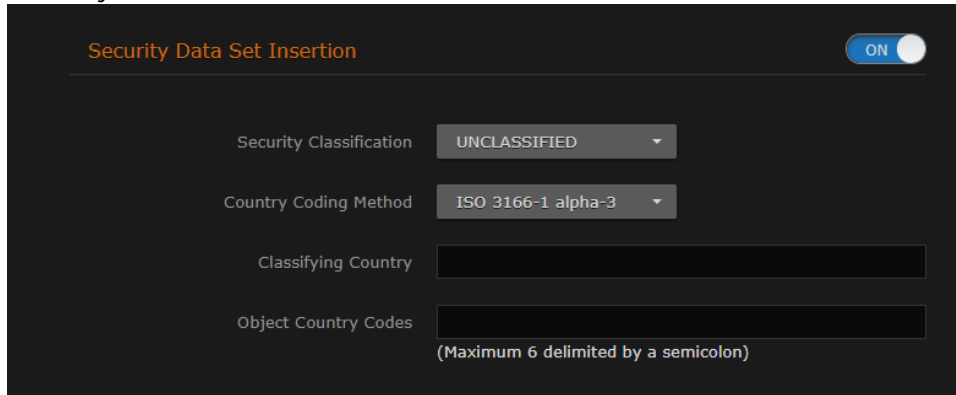 Security Data Set Insertion ON
Security Classification UNCLASSIFIED
Country Coding Method ISO 3166-1 alpha-3
Classifying Country
Object Country Codes
(Maximum 6 delimited by a semicolon)